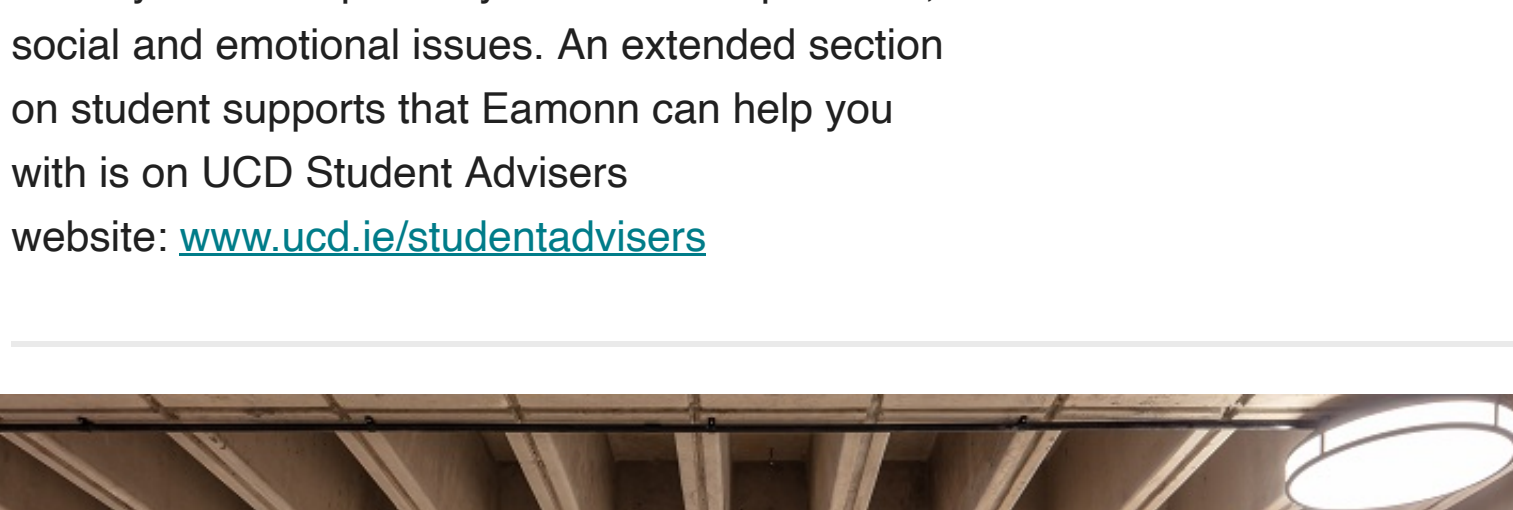 social and emotional issues. An extended section
on student supports that Eamonn can help you
with is on UCD Student Advisers
website: www.ucd.ie/studentadvisers